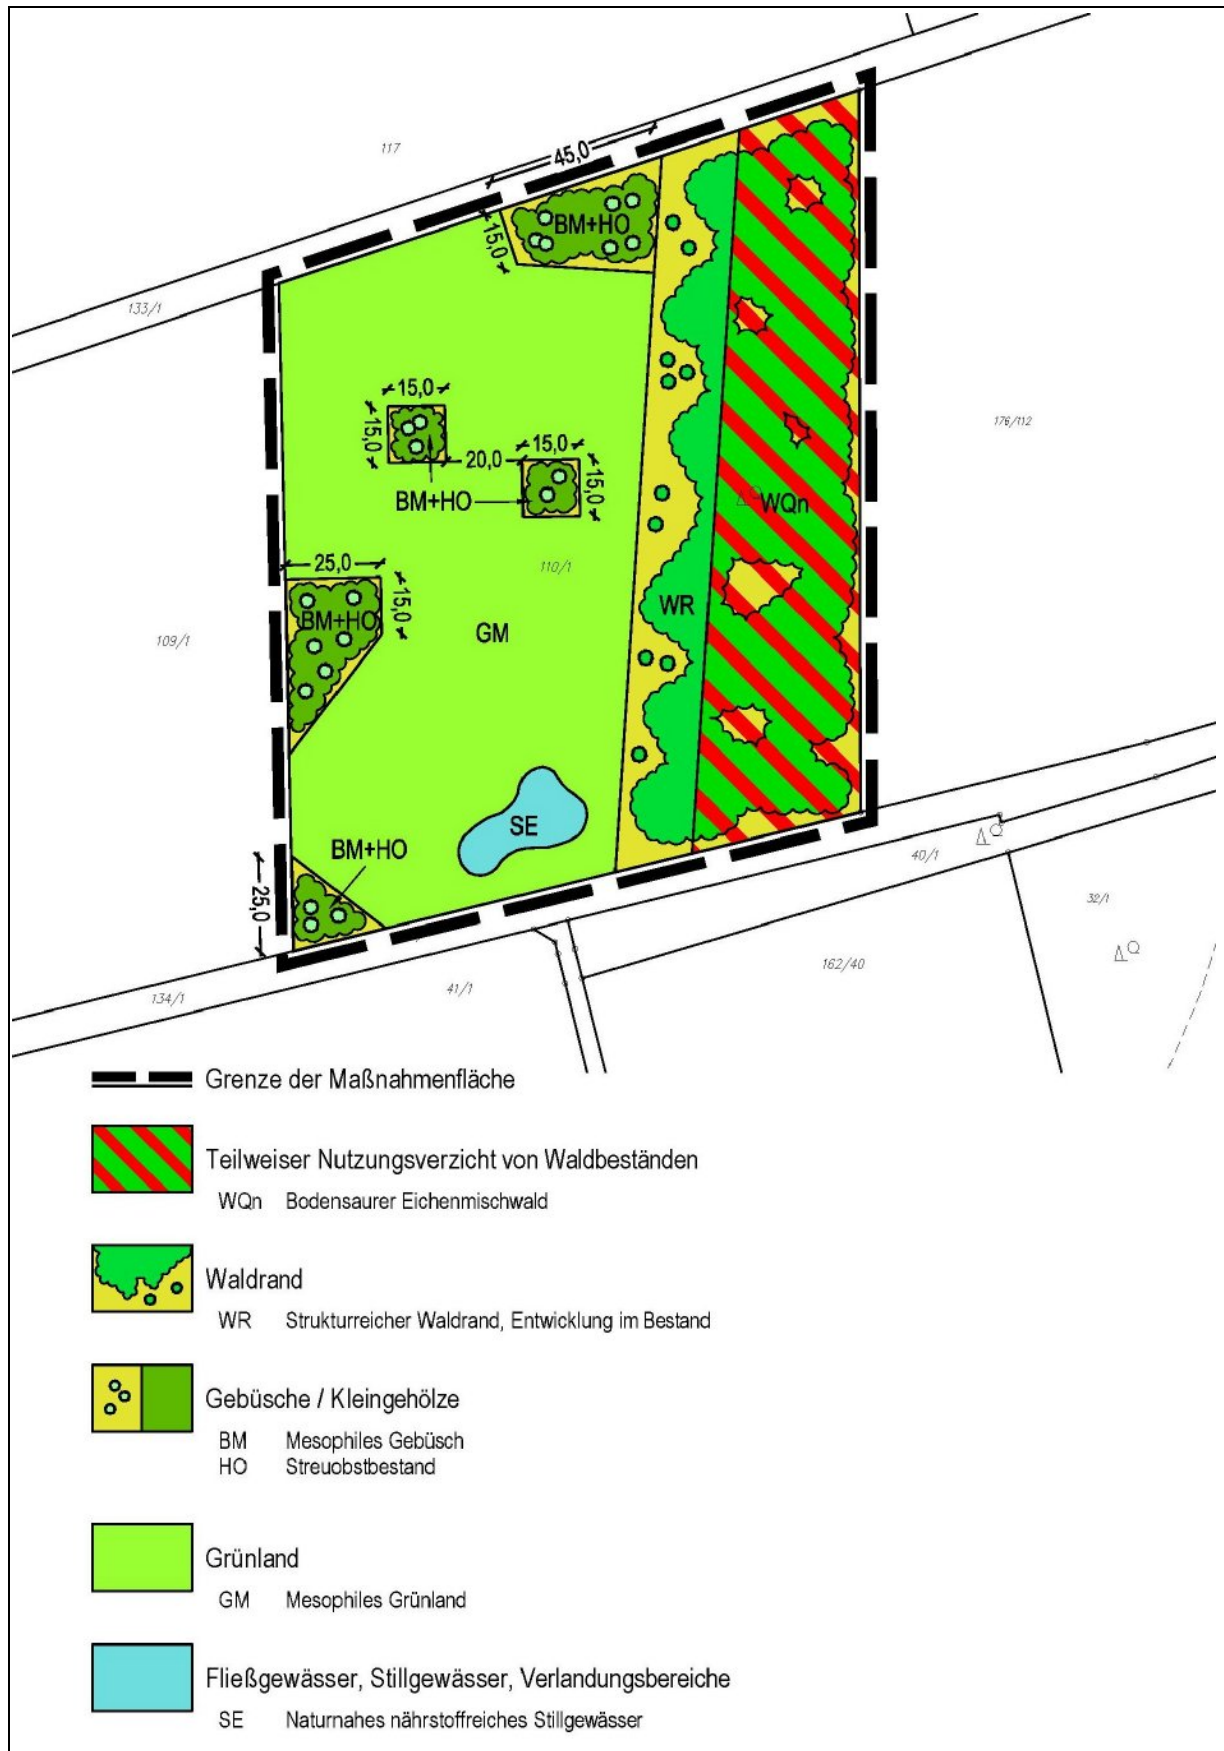 117
45,0
BM+HO
15,0
133/1
15,0
15,0
176/112
15,0
20,0
15,0
BM+HO
WQn
25,0
110/1
15,0
BM+HO
WR
109/1
GM
SE
BM+HO
25,0
40/1
32/1
162/40
134/1
41/1
Grenze der Maßnahmenfläche
Teilweiser Nutzungsverzicht von Waldbeständen
WQn Bodensaurer Eichenmischwald
Waldrand
WR Strukturreicher Waldrand, Entwicklung im Bestand
Gebüsche / Kleingehölze
BM Mesophiles Gebüsch
HO Streuobstbestand
Grünland
GM Mesophiles Grünland
Fließgewässer, Stillgewässer, Verlandungsbereiche
SE Naturnahes nährstoffreiches Stillgewässer